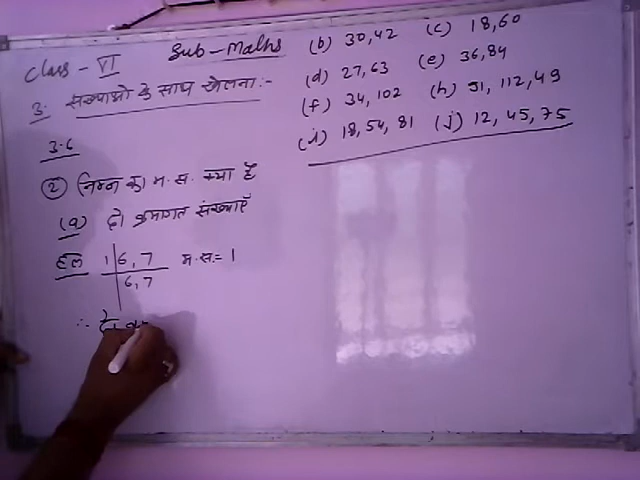 Class - VI Sub - Maths
3. संख्याओ के साथ खेलना :-
3.6
(2) निम्न का म.स. क्या है
(a) दो क्रमागत संख्याएँ
हल 1 | 6, 7 म.स. = 1
6, 7
∴ दो
(b) 30, 42 (c) 18, 60
(d) 27, 63 (e) 36, 84
(f) 34, 102 (h) 91, 112, 49
(i) 18, 54, 81 (j) 12, 45, 75